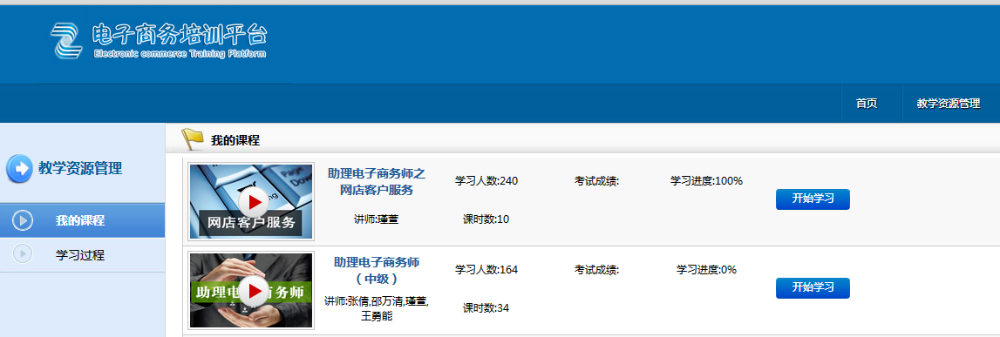 电子商务培训平台
Electronic commerce Training Platform
首页
教学资源管理
教学资源管理
我的课程
学习过程
我的课程
网店客户服务
助理电子商务师之
网店客户服务
讲师:瑾萱
学习人数:240
课时数:10
考试成绩:
学习进度:100%
开始学习
助理电子商务师
助理电子商务师
（中级）
讲师:张倩,邵万清,瑾萱,
王勇能
学习人数:164
课时数:34
考试成绩:
学习进度:0%
开始学习